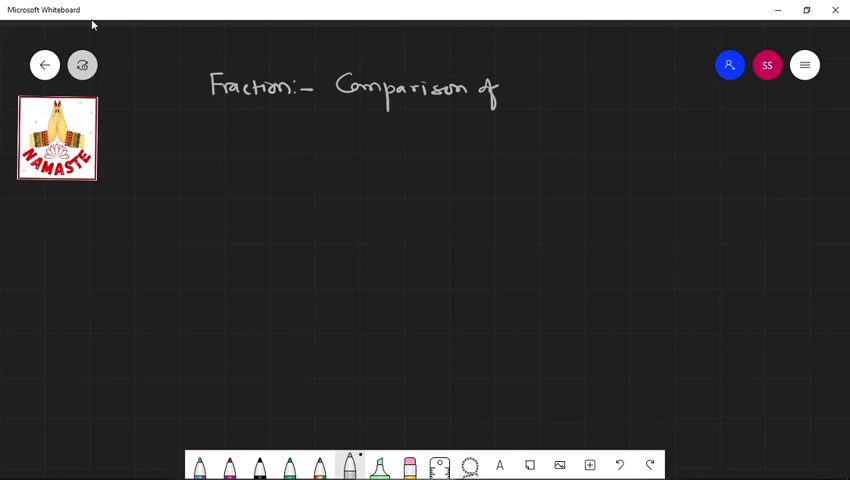 Microsoft Whiteboard
SS
Fraction:- Comparison of
NAMASTE
A